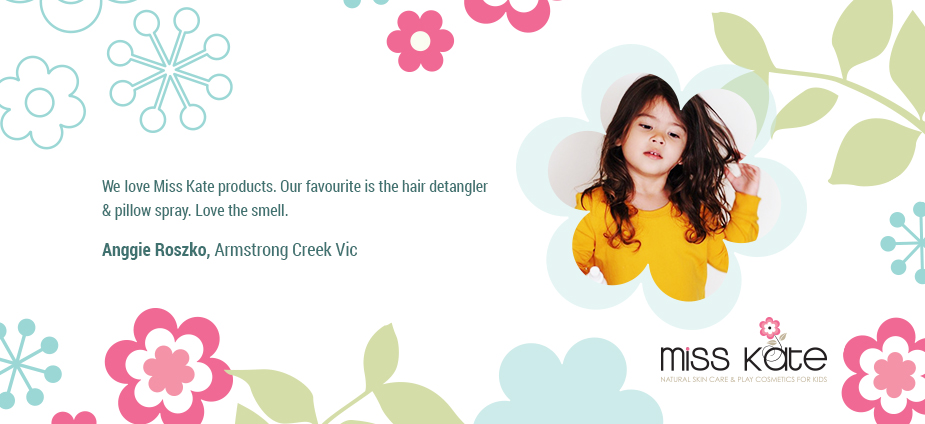 We love Miss Kate products. Our favourite is the hair detangler
& pillow spray. Love the smell.
Anggie Roszko, Armstrong Creek Vic
miss kate
NATURAL SKIN CARE & PLAY COSMETICS FOR KIDS